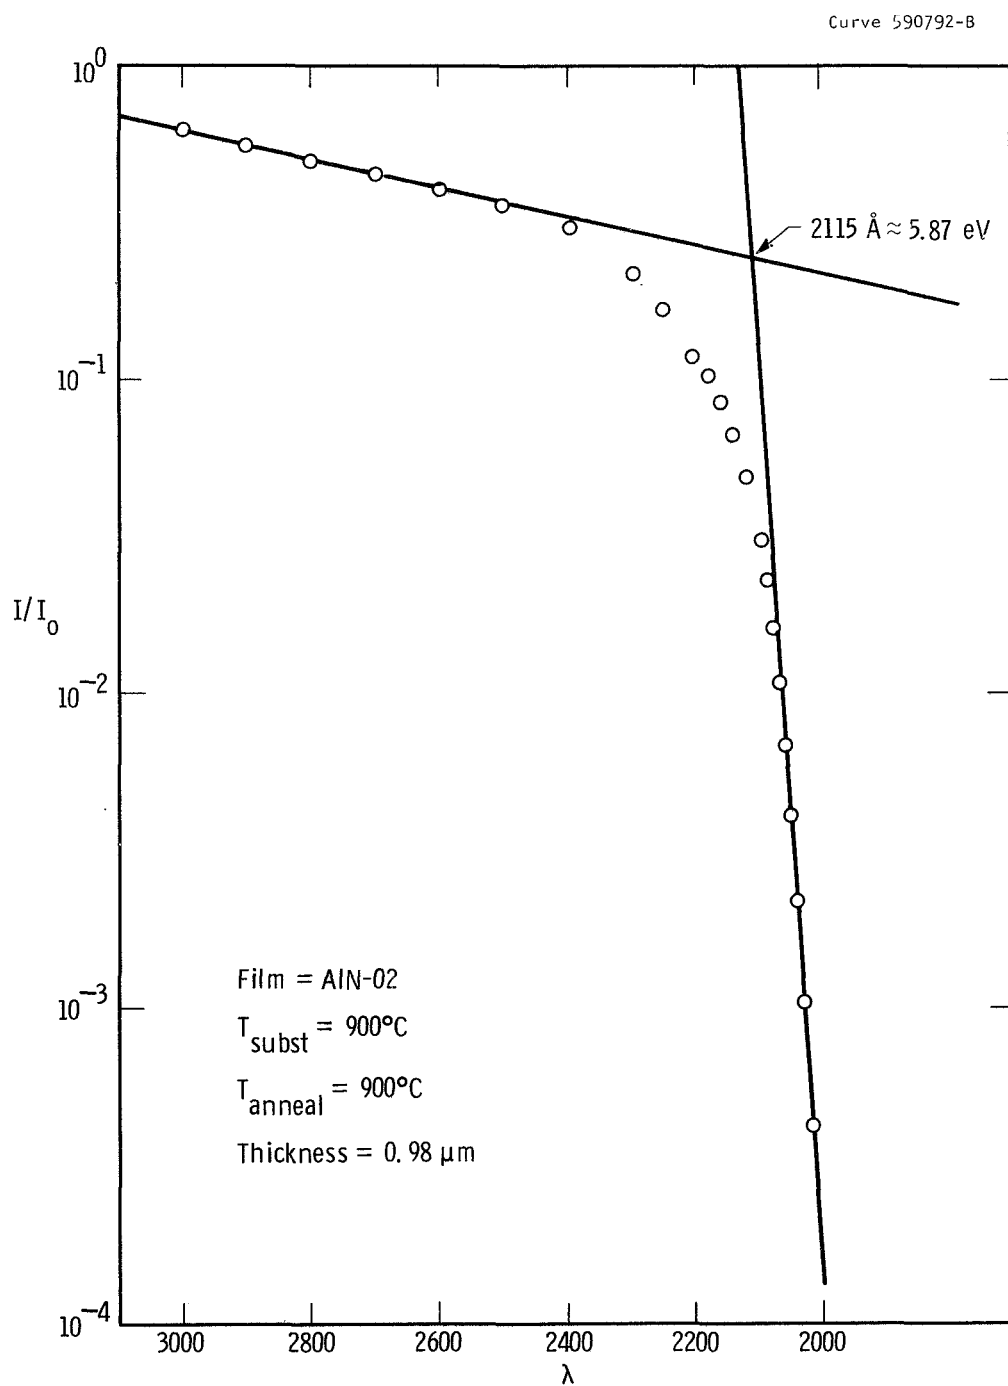 Curve 590792-B
10^0
2115 Å ≈ 5.87 eV
10^-1
I/I_0
10^-2
10^-3
10^-4
Film = AlN-02
T_subst = 900°C
T_anneal = 900°C
Thickness = 0.98 μm
3000 2800 2600 2400 2200 2000
λ